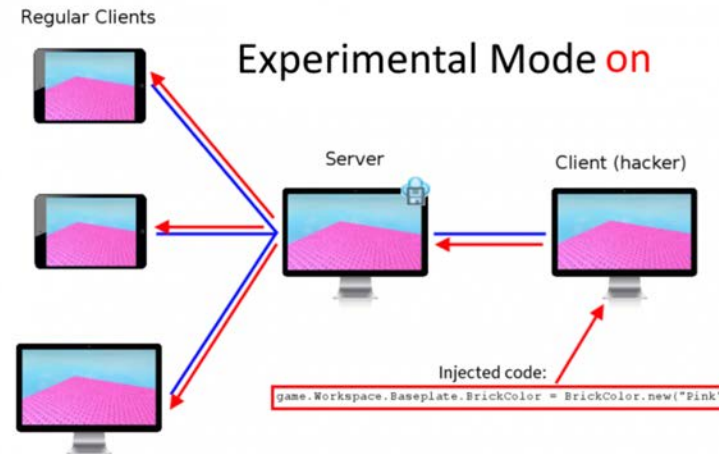 Regular Clients
Experimental Mode on
Server
Client (hacker)
Injected code:
game.Workspace.Baseplate.BrickColor = BrickColor.new("Pink"